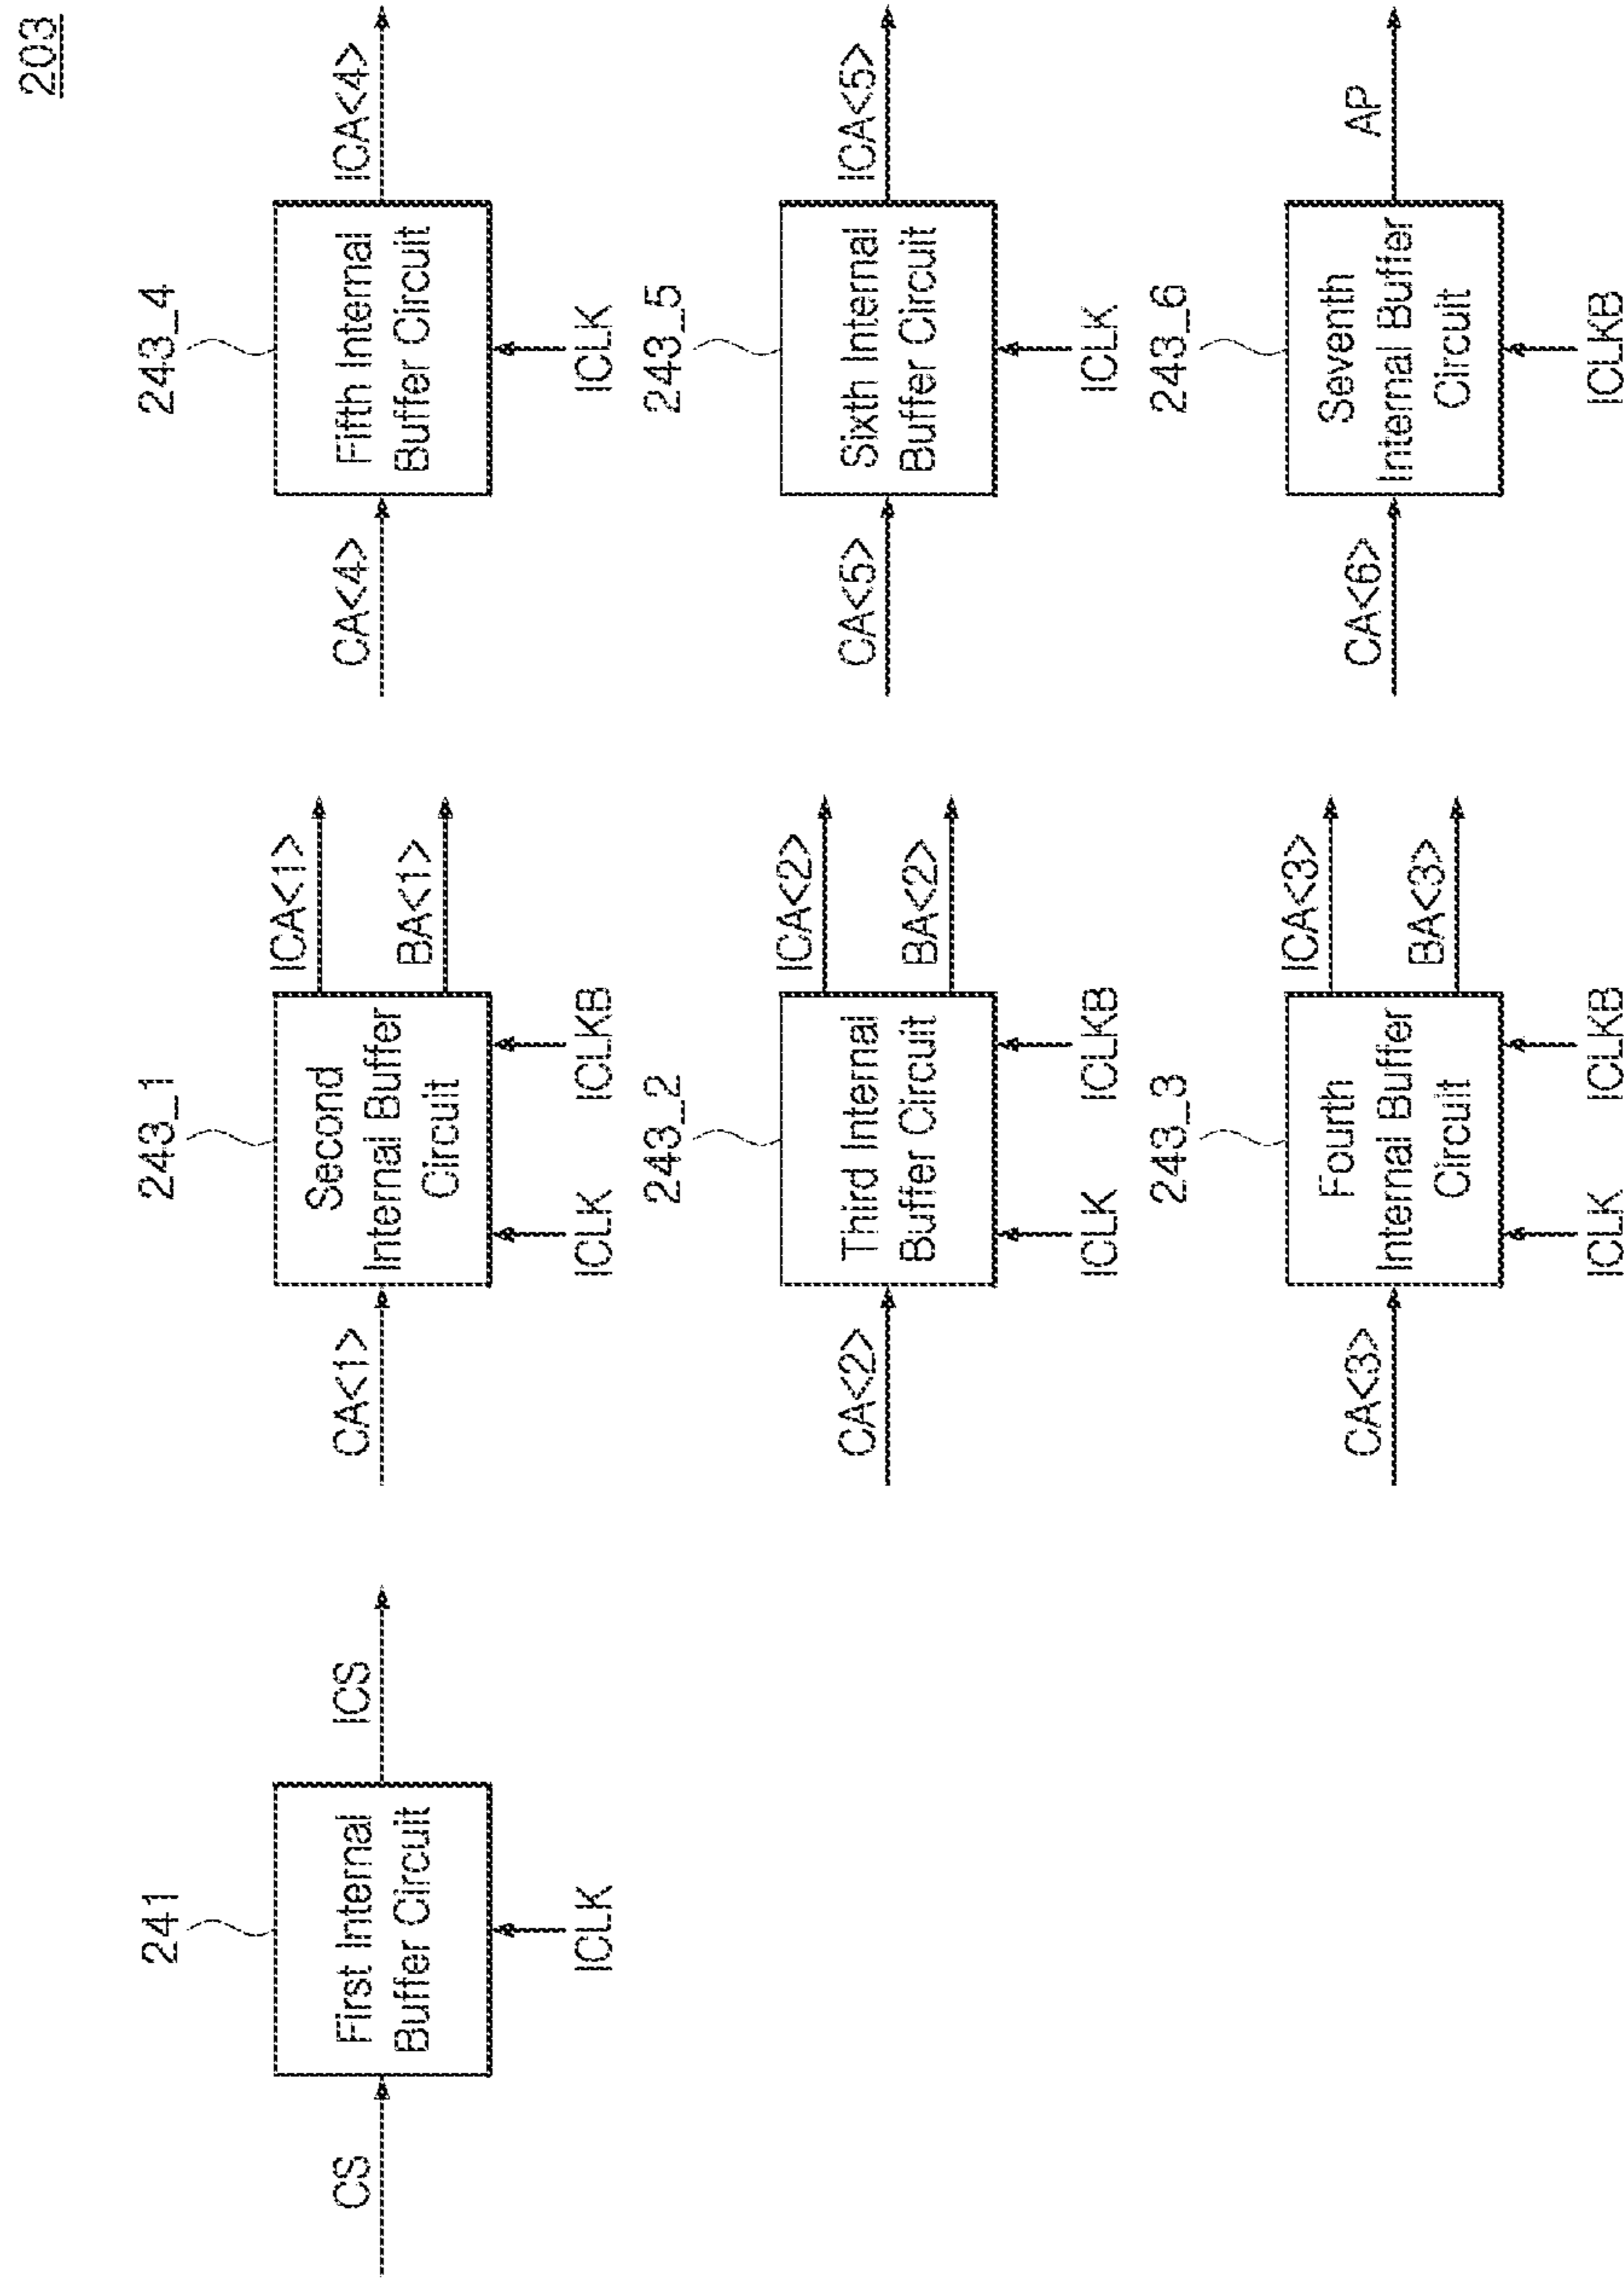 203
241
CS
First Internal
Buffer Circuit
ICS
ICLK
243_1
CA<1>
Second
Internal Buffer
Circuit
ICA<1>
BA<1>
ICLK
ICLKB
243_4
CA<4>
Fifth Internal
Buffer Circuit
ICA<4>
ICLK
243_2
CA<2>
Third Internal
Buffer Circuit
ICA<2>
BA<2>
ICLK
ICLKB
243_5
CA<5>
Sixth Internal
Buffer Circuit
ICA<5>
ICLK
243_3
CA<3>
Fourth
Internal Buffer
Circuit
ICA<3>
BA<3>
ICLK
ICLKB
243_6
CA<6>
Seventh
Internal Buffer
Circuit
AP
ICLKB